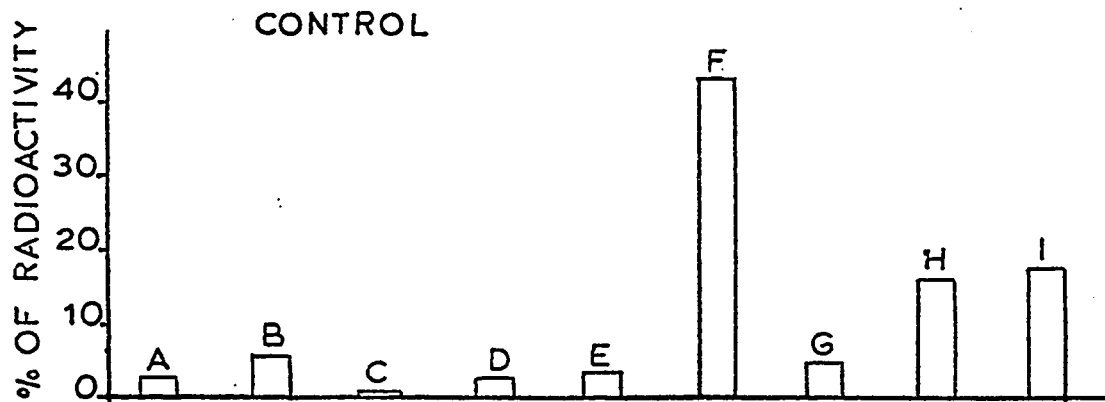 CONTROL
% OF RADIOACTIVITY
40
30
20
10
0
A
B
C
D
E
F
G
H
I